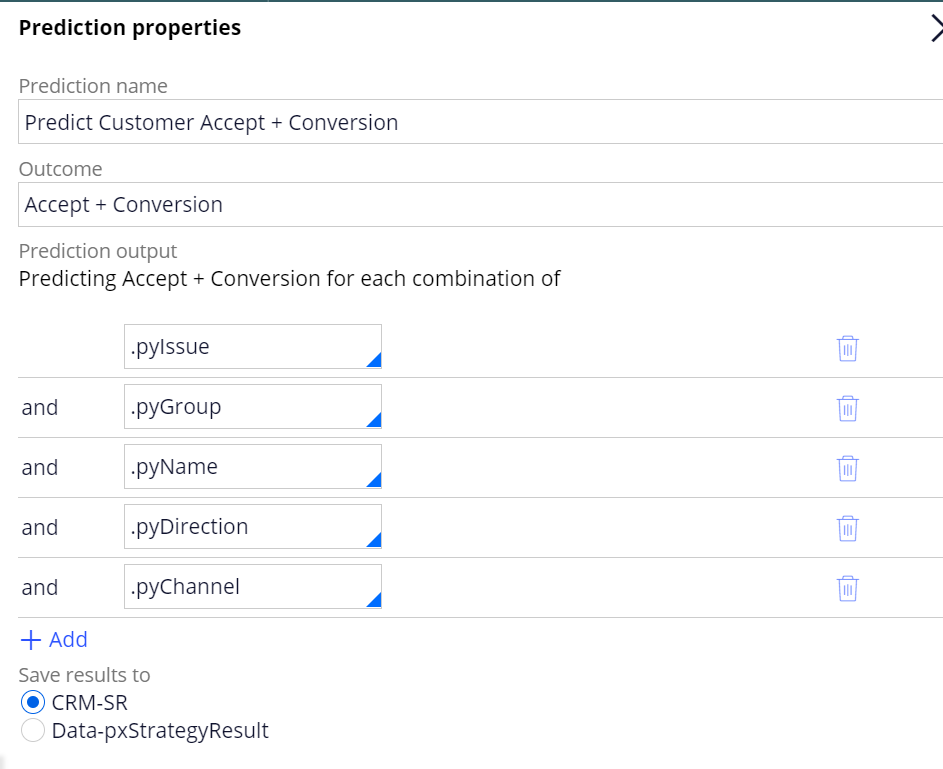 Prediction properties
Prediction name
Predict Customer Accept + Conversion
Outcome
Accept + Conversion
Prediction output
Predicting Accept + Conversion for each combination of
.pyIssue
and .pyGroup
and .pyName
and .pyDirection
and .pyChannel
+ Add
Save results to
CRM-SR
Data-pxStrategyResult